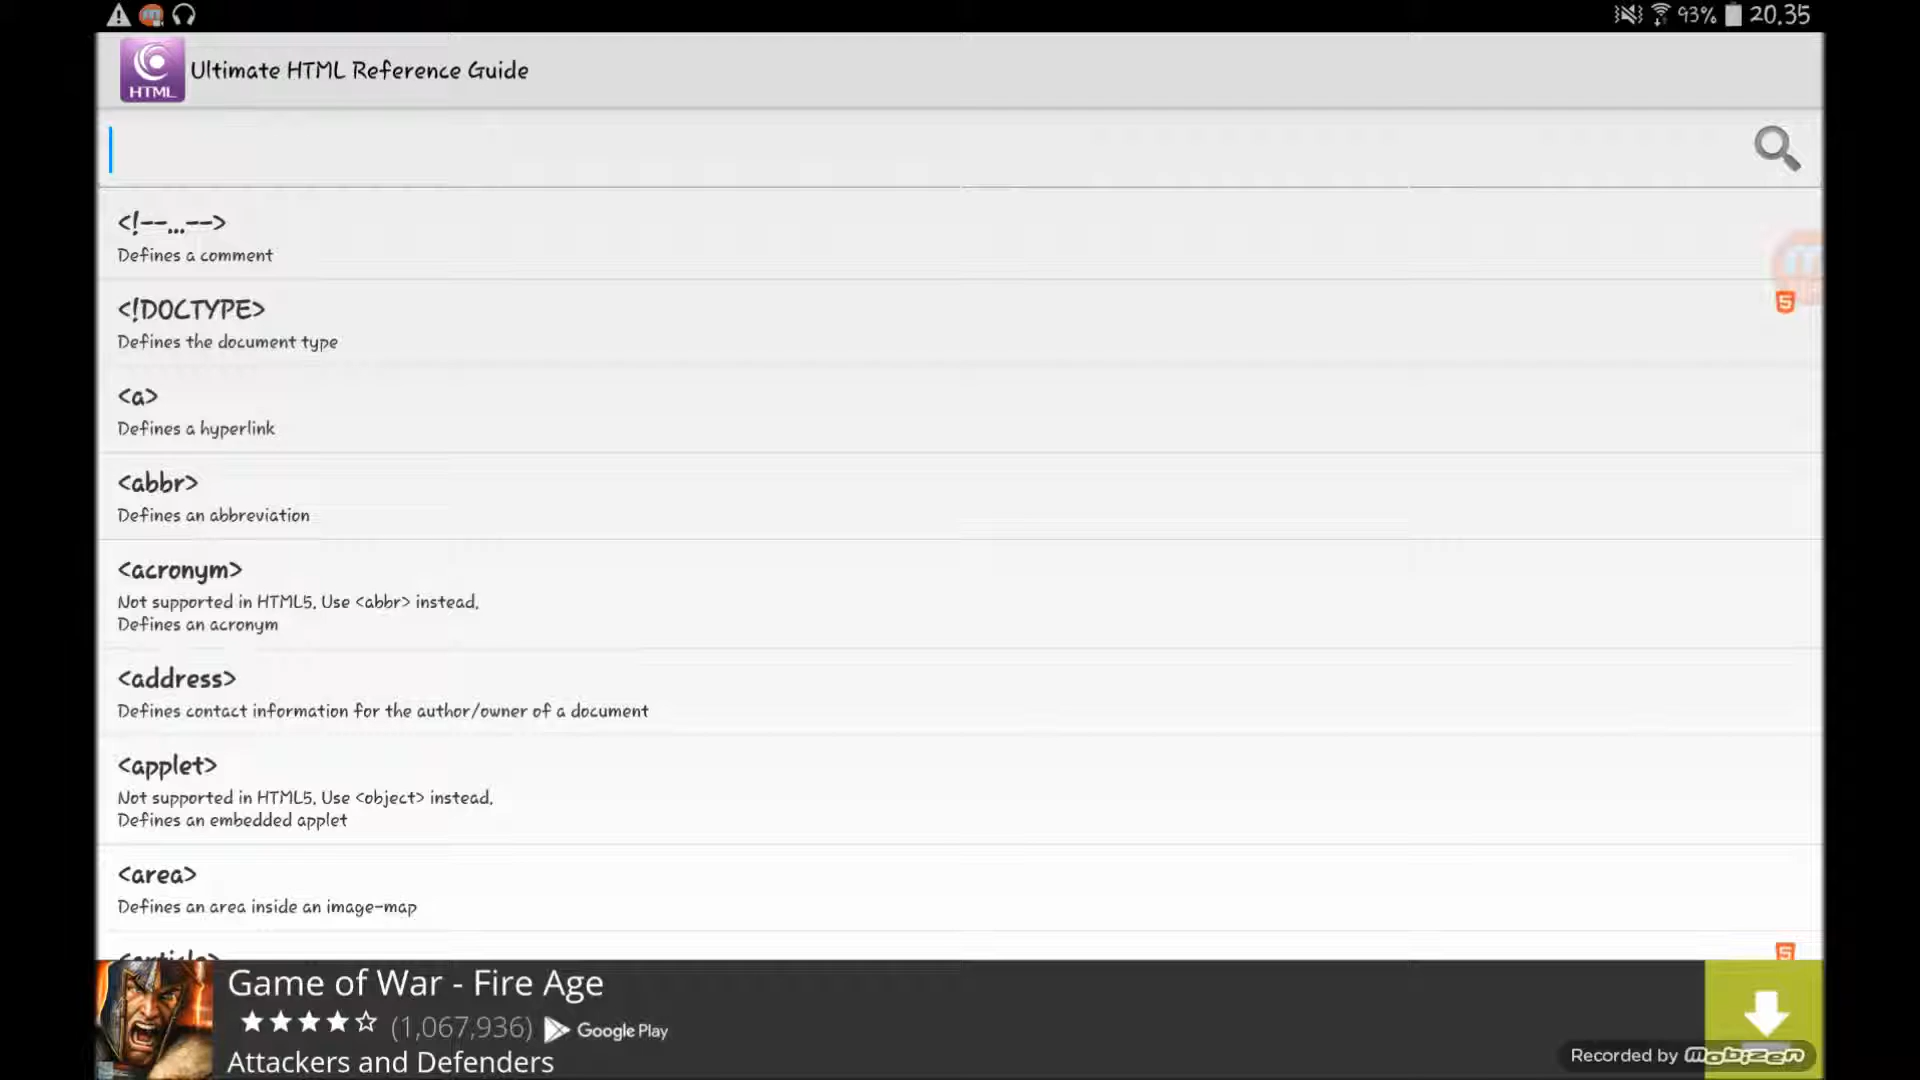 93% 20.35
HTML
Ultimate HTML Reference Guide
<!--...-->
Defines a comment
<!DOCTYPE>
5
Defines the document type
<a>
Defines a hyperlink
<abbr>
Defines an abbreviation
<acronym>
Not supported in HTML5. Use <abbr> instead.
Defines an acronym
<address>
Defines contact information for the author/owner of a document
<applet>
Not supported in HTML5. Use <object> instead.
Defines an embedded applet
<area>
Defines an area inside an image-map
<article>
5
Game of War - Fire Age
(1,067,936) Google Play
Attackers and Defenders
Recorded by mobizen